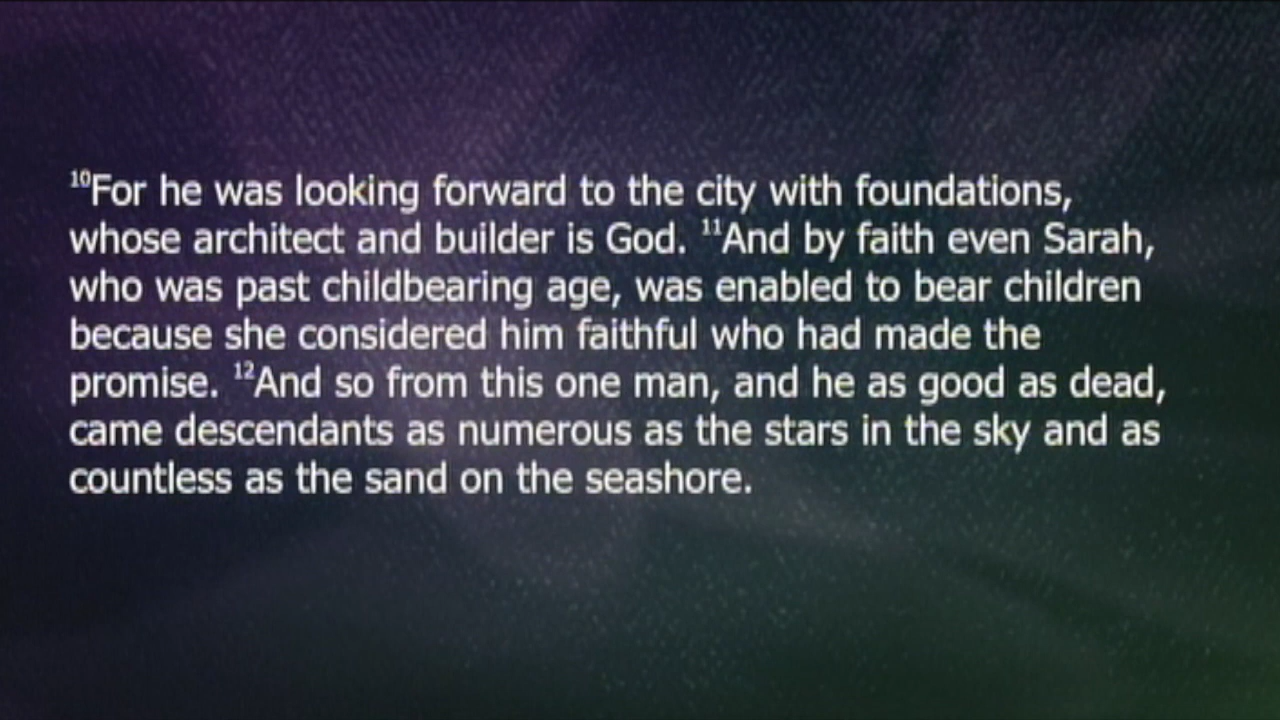 ¹⁰For he was looking forward to the city with foundations,
whose architect and builder is God. ¹¹And by faith even Sarah,
who was past childbearing age, was enabled to bear children
because she considered him faithful who had made the
promise. ¹²And so from this one man, and he as good as dead,
came descendants as numerous as the stars in the sky and as
countless as the sand on the seashore.